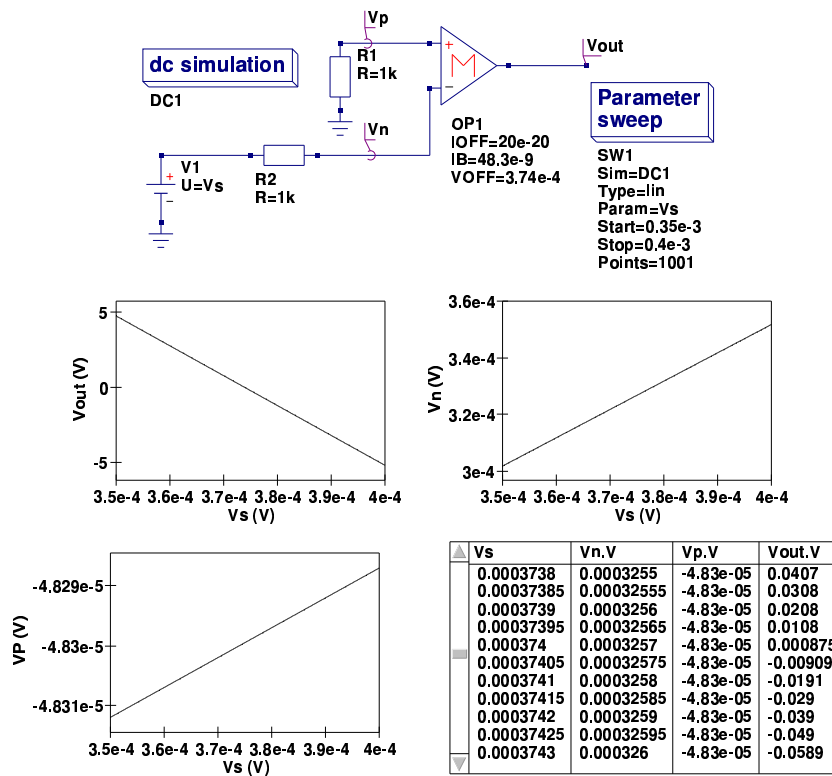 Vp
Vout
dc simulation
DC1
R1
R=1k
+
−
OP1
IOFF=20e-20
IB=48.3e-9
VOFF=3.74e-4
Parameter
sweep
SW1
Sim=DC1
Type=lin
Param=Vs
Start=0.35e-3
Stop=0.4e-3
Points=1001
Vn
V1
U=Vs
+
−
R2
R=1k
Vout (V)
5
0
-5
3.5e-4 3.6e-4 3.7e-4 3.8e-4 3.9e-4 4e-4
Vs (V)
Vn (V)
3.6e-4
3.4e-4
3.2e-4
3e-4
3.5e-4 3.6e-4 3.7e-4 3.8e-4 3.9e-4 4e-4
Vs (V)
VP (V)
-4.829e-5
-4.83e-5
-4.831e-5
3.5e-4 3.6e-4 3.7e-4 3.8e-4 3.9e-4 4e-4
Vs (V)
Vs Vn.V Vp.V Vout.V
0.0003738 0.0003255 -4.83e-05 0.0407
0.00037385 0.00032555 -4.83e-05 0.0308
0.0003739 0.0003256 -4.83e-05 0.0208
0.00037395 0.00032565 -4.83e-05 0.0108
0.000374 0.0003257 -4.83e-05 0.000875
0.00037405 0.00032575 -4.83e-05 -0.00909
0.0003741 0.0003258 -4.83e-05 -0.0191
0.00037415 0.00032585 -4.83e-05 -0.029
0.0003742 0.0003259 -4.83e-05 -0.039
0.00037425 0.00032595 -4.83e-05 -0.049
0.0003743 0.000326 -4.83e-05 -0.0589